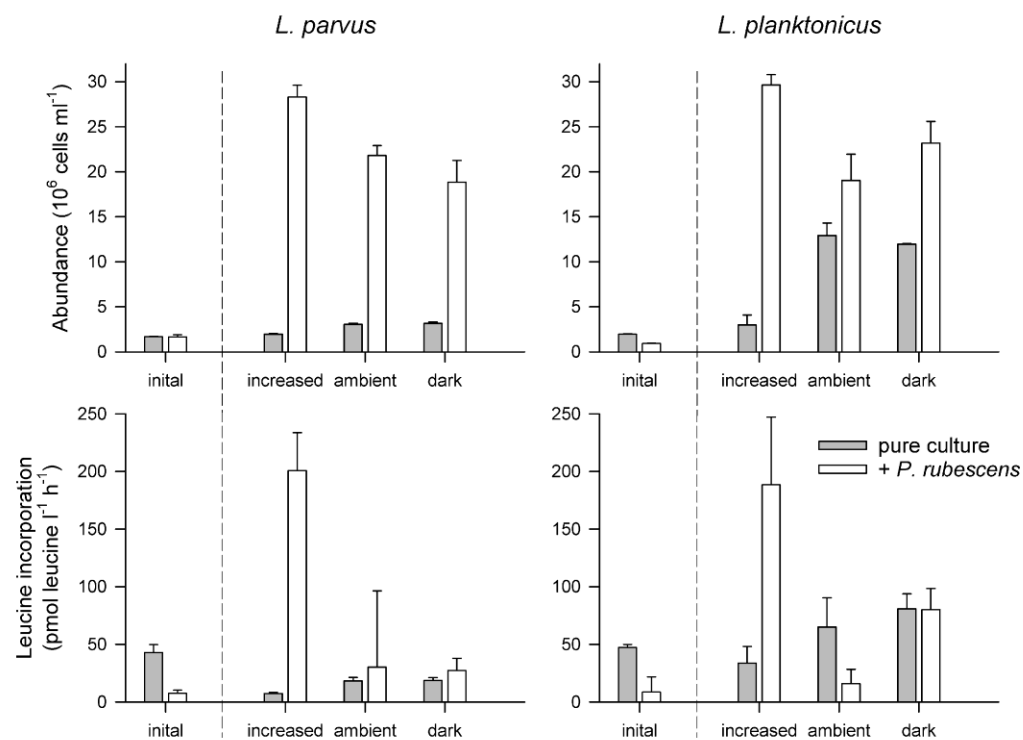 L. parvus
L. planktonicus
Abundance (10⁶ cells ml⁻¹)
30
25
20
15
10
5
0
inital
increased
ambient
dark
30
25
20
15
10
5
0
inital
increased
ambient
dark
Leucine incorporation
(pmol leucine l⁻¹ h⁻¹)
250
200
150
100
50
0
inital
increased
ambient
dark
250
200
150
100
50
0
pure culture
+ P. rubescens
inital
increased
ambient
dark